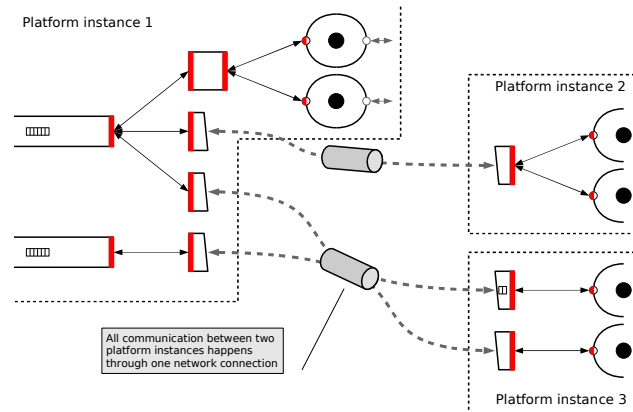 Platform instance 1
Platform instance 2
All communication between two
platform instances happens
through one network connection
Platform instance 3